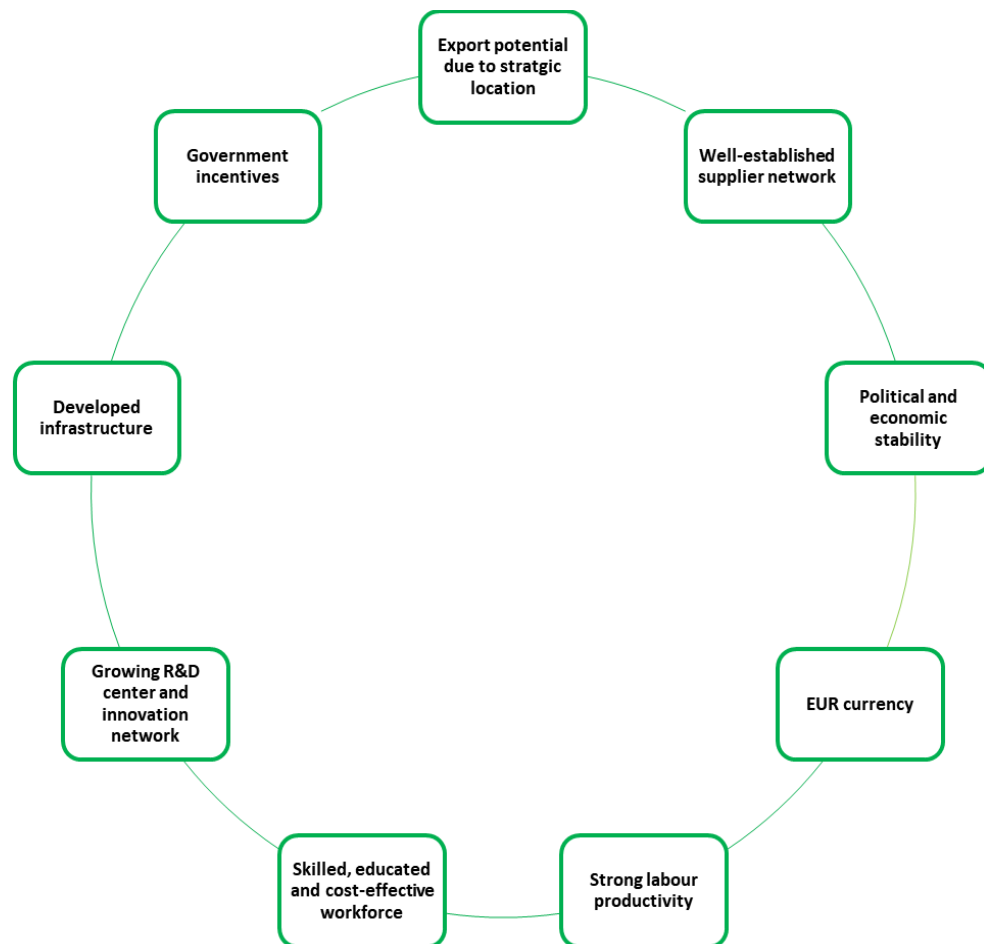 Export potential
due to stratgic
location
Well-established
supplier network
Political and
economic
stability
EUR currency
Strong labour
productivity
Skilled, educated
and cost-effective
workforce
Growing R&D
center and
innovation
network
Developed
infrastructure
Government
incentives